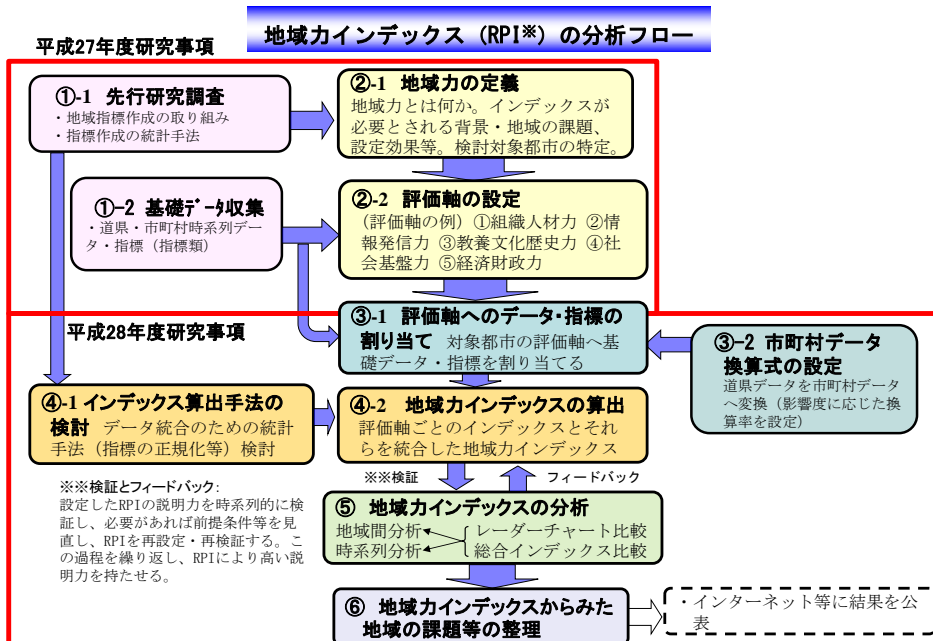 地域力インデックス（RPI※）の分析フロー
平成27年度研究事項
①-1 先行研究調査
・地域指標作成の取り組み
・指標作成の統計手法
②-1 地域力の定義
地域力とは何か。インデックスが
必要とされる背景・地域の課題、
設定効果等。検討対象都市の特定。
①-2 基礎ﾃﾞｰﾀ収集
・道県・市町村時系列デー
タ・指標（指標類）
②-2 評価軸の設定
(評価軸の例) ①組織人材力 ②情
報発信力 ③教養文化歴史力 ④社
会基盤力 ⑤経済財政力
平成28年度研究事項
③-1 評価軸へのデータ・指標の
割り当て 対象都市の評価軸へ基
礎データ・指標を割り当てる
③-2 市町村データ
換算式の設定
道県データを市町村データ
へ変換（影響度に応じた換
算率を設定）
④-1 インデックス算出手法の
検討 データ統合のための統計
手法（指標の正規化等）検討
④-2 地域力インデックスの算出
評価軸ごとのインデックスとそれ
らを統合した地域力インデックス
※※検証
フィードバック
※※検証とフィードバック：
設定したRPIの説明力を時系列的に検
証し、必要があれば前提条件等を見
直し、RPIを再設定・再検証する。こ
の過程を繰り返し、RPIにより高い説
明力を持たせる。
⑤ 地域力インデックスの分析
地域間分析 レーダーチャート比較
時系列分析 総合インデックス比較
⑥ 地域力インデックスからみた
地域の課題等の整理
・インターネット等に結果を公
表